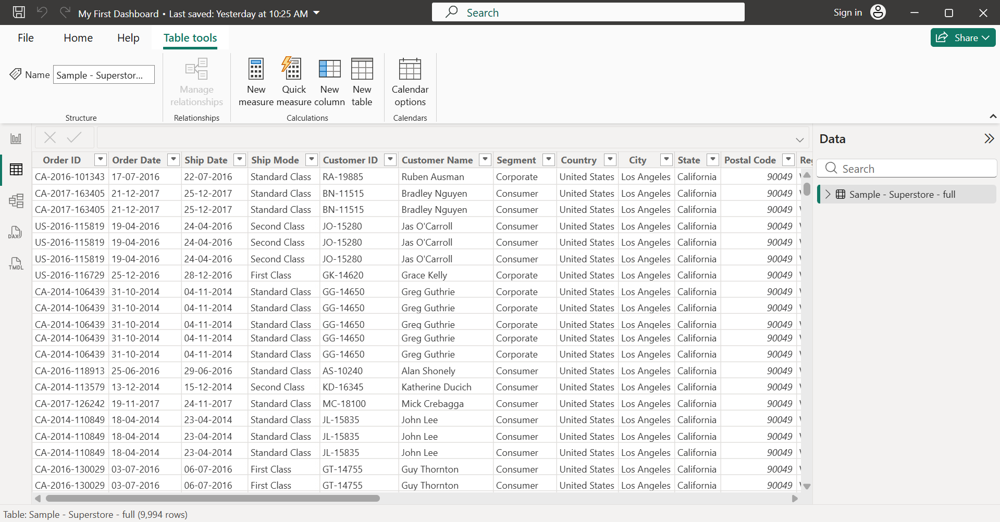 My First Dashboard • Last saved: Yesterday at 10:25 AM
Search
Sign in
File Home Help Table tools
Share
Name Sample - Superstor...
Manage relationships
New measure
Quick measure
New column
New table
Calendar options
Structure Relationships Calculations Calendars
Data
Search
Sample - Superstore - full
DAX
TMDL
Order ID Order Date Ship Date Ship Mode Customer ID Customer Name Segment Country City State Postal Code
CA-2016-101343 17-07-2016 22-07-2016 Standard Class RA-19885 Ruben Ausman Corporate United States Los Angeles California 90049
CA-2017-163405 21-12-2017 25-12-2017 Standard Class BN-11515 Bradley Nguyen Consumer United States Los Angeles California 90049
CA-2017-163405 21-12-2017 25-12-2017 Standard Class BN-11515 Bradley Nguyen Consumer United States Los Angeles California 90049
US-2016-115819 19-04-2016 24-04-2016 Second Class JO-15280 Jas O'Carroll Consumer United States Los Angeles California 90049
US-2016-115819 19-04-2016 24-04-2016 Second Class JO-15280 Jas O'Carroll Consumer United States Los Angeles California 90049
US-2016-115819 19-04-2016 24-04-2016 Second Class JO-15280 Jas O'Carroll Consumer United States Los Angeles California 90049
US-2016-116729 25-12-2016 28-12-2016 First Class GK-14620 Grace Kelly Corporate United States Los Angeles California 90049
CA-2014-106439 31-10-2014 04-11-2014 Standard Class GG-14650 Greg Guthrie Corporate United States Los Angeles California 90049
CA-2014-106439 31-10-2014 04-11-2014 Standard Class GG-14650 Greg Guthrie Corporate United States Los Angeles California 90049
CA-2014-106439 31-10-2014 04-11-2014 Standard Class GG-14650 Greg Guthrie Corporate United States Los Angeles California 90049
CA-2014-106439 31-10-2014 04-11-2014 Standard Class GG-14650 Greg Guthrie Corporate United States Los Angeles California 90049
CA-2014-106439 31-10-2014 04-11-2014 Standard Class GG-14650 Greg Guthrie Corporate United States Los Angeles California 90049
CA-2016-118913 25-06-2016 29-06-2016 Standard Class AS-10240 Alan Shonely Consumer United States Los Angeles California 90049
CA-2014-113579 13-12-2014 15-12-2014 Second Class KD-16345 Katherine Ducich Consumer United States Los Angeles California 90049
CA-2017-126242 19-11-2017 24-11-2017 Standard Class MC-18100 Mick Crebagga Consumer United States Los Angeles California 90049
CA-2014-110849 18-04-2014 23-04-2014 Standard Class JL-15835 John Lee Consumer United States Los Angeles California 90049
CA-2014-110849 18-04-2014 23-04-2014 Standard Class JL-15835 John Lee Consumer United States Los Angeles California 90049
CA-2014-110849 18-04-2014 23-04-2014 Standard Class JL-15835 John Lee Consumer United States Los Angeles California 90049
CA-2016-130029 03-07-2016 06-07-2016 First Class GT-14755 Guy Thornton Consumer United States Los Angeles California 90049
CA-2016-130029 03-07-2016 06-07-2016 First Class GT-14755 Guy Thornton Consumer United States Los Angeles California 90049
Table: Sample - Superstore - full (9,994 rows)